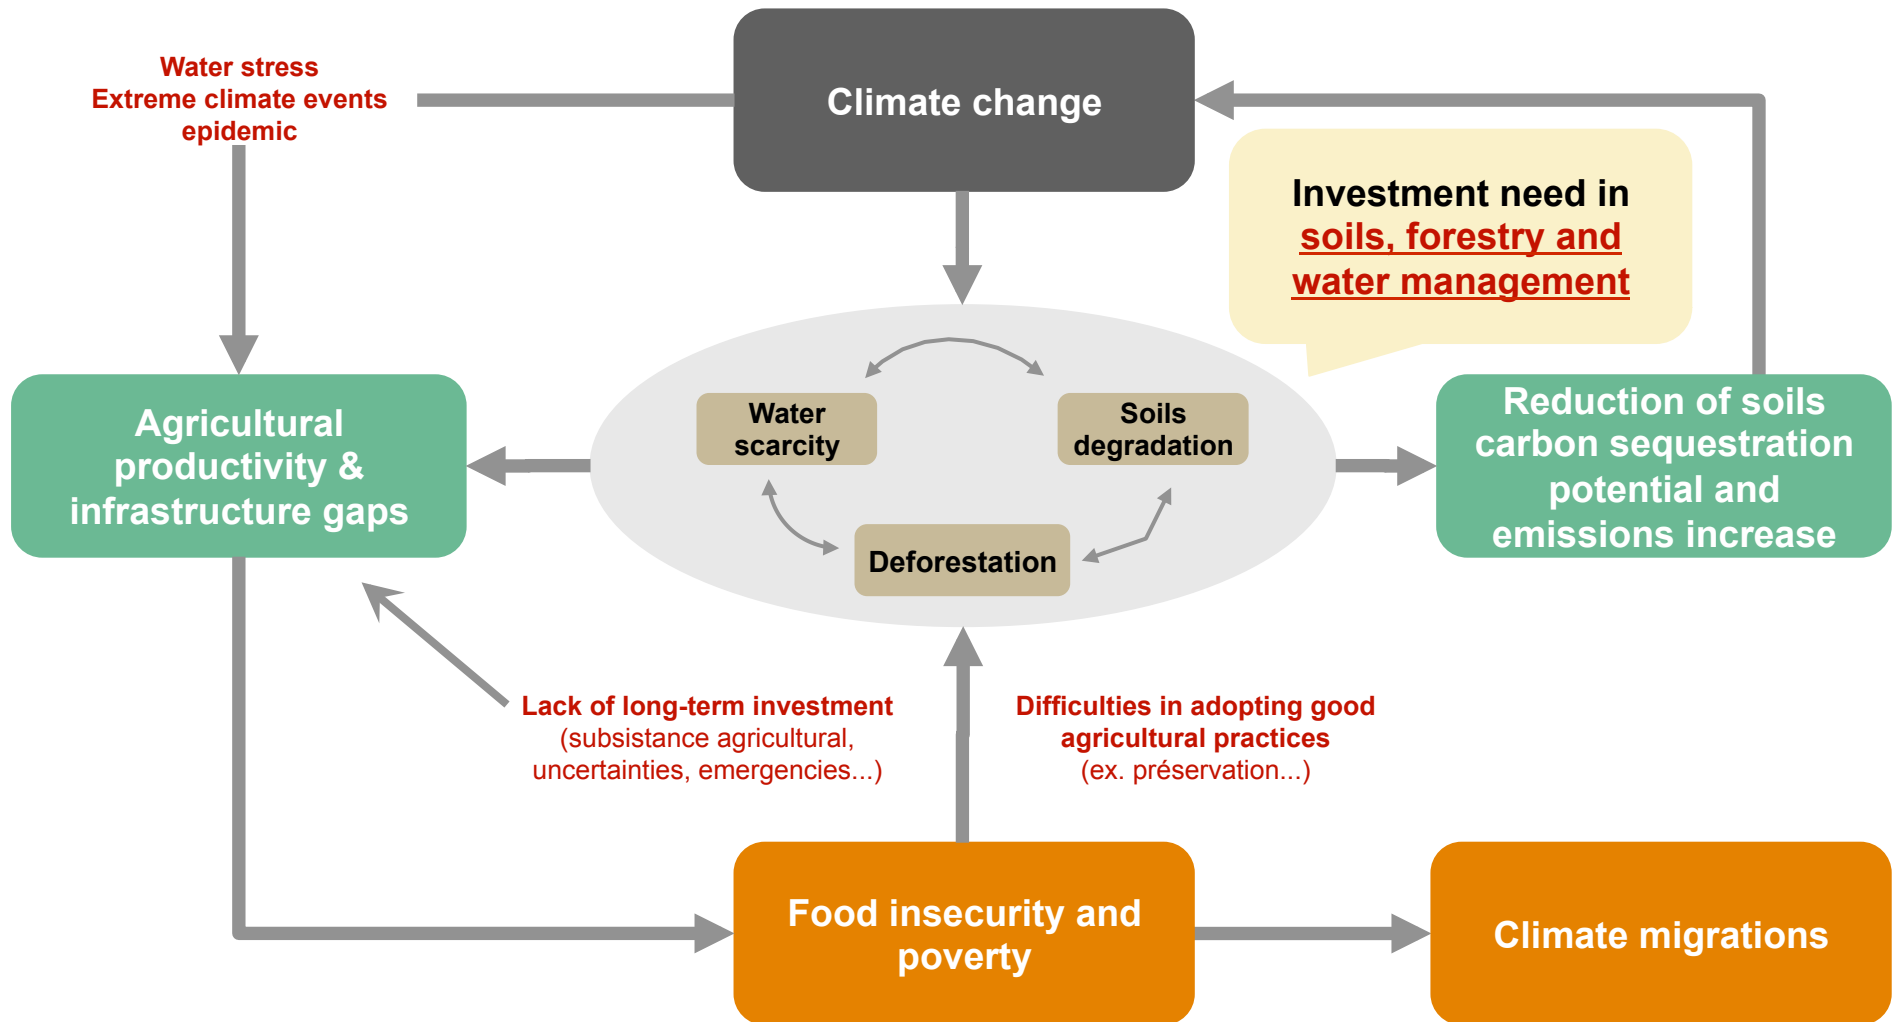 Water stress
Extreme climate events
epidemic
Climate change
Investment need in
soils, forestry and
water management
Agricultural
productivity &
infrastructure gaps
Water
scarcity
Soils
degradation
Deforestation
Reduction of soils
carbon sequestration
potential and
emissions increase
Lack of long-term investment
(subsistance agricultural,
uncertainties, emergencies...)
Difficulties in adopting good
agricultural practices
(ex. préservation...)
Food insecurity and
poverty
Climate migrations